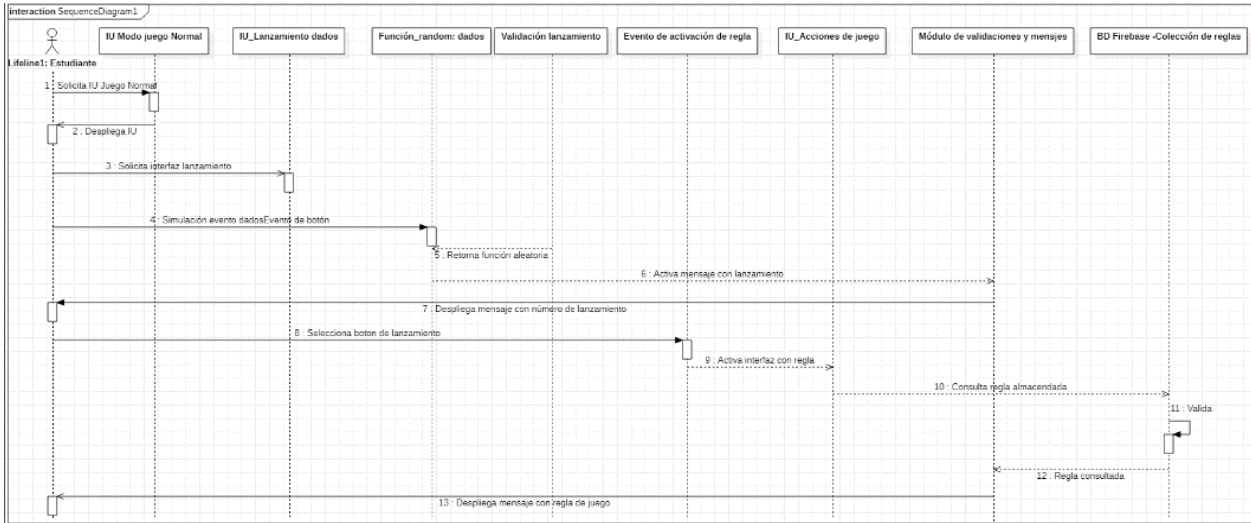 interaction SequenceDiagram1
IU Modo juego Normal
IU_Lanzamiento dados
Función_random: dados
Validación lanzamiento
Evento de activación de regla
IU_Acciones de juego
Módulo de validaciones y mensjes
BD Firebase -Colección de reglas
Lifeline1: Estudiante
1 : Solicita IU Juego Normal
2 : Despliega IU
3 : Solicita interfaz lanzamiento
4 : Simulación evento dadosEvento de botón
5 : Retorna función aleatoria
6 : Activa mensaje con lanzamiento
7 : Despliega mensaje con número de lanzamiento
8 : Selecciona boton de lanzamiento
9 : Activa interfaz con regla
10 : Consulta regla almacendada
11 : Valida
12 : Regla consultada
13 : Despliega mensaje con regla de juego